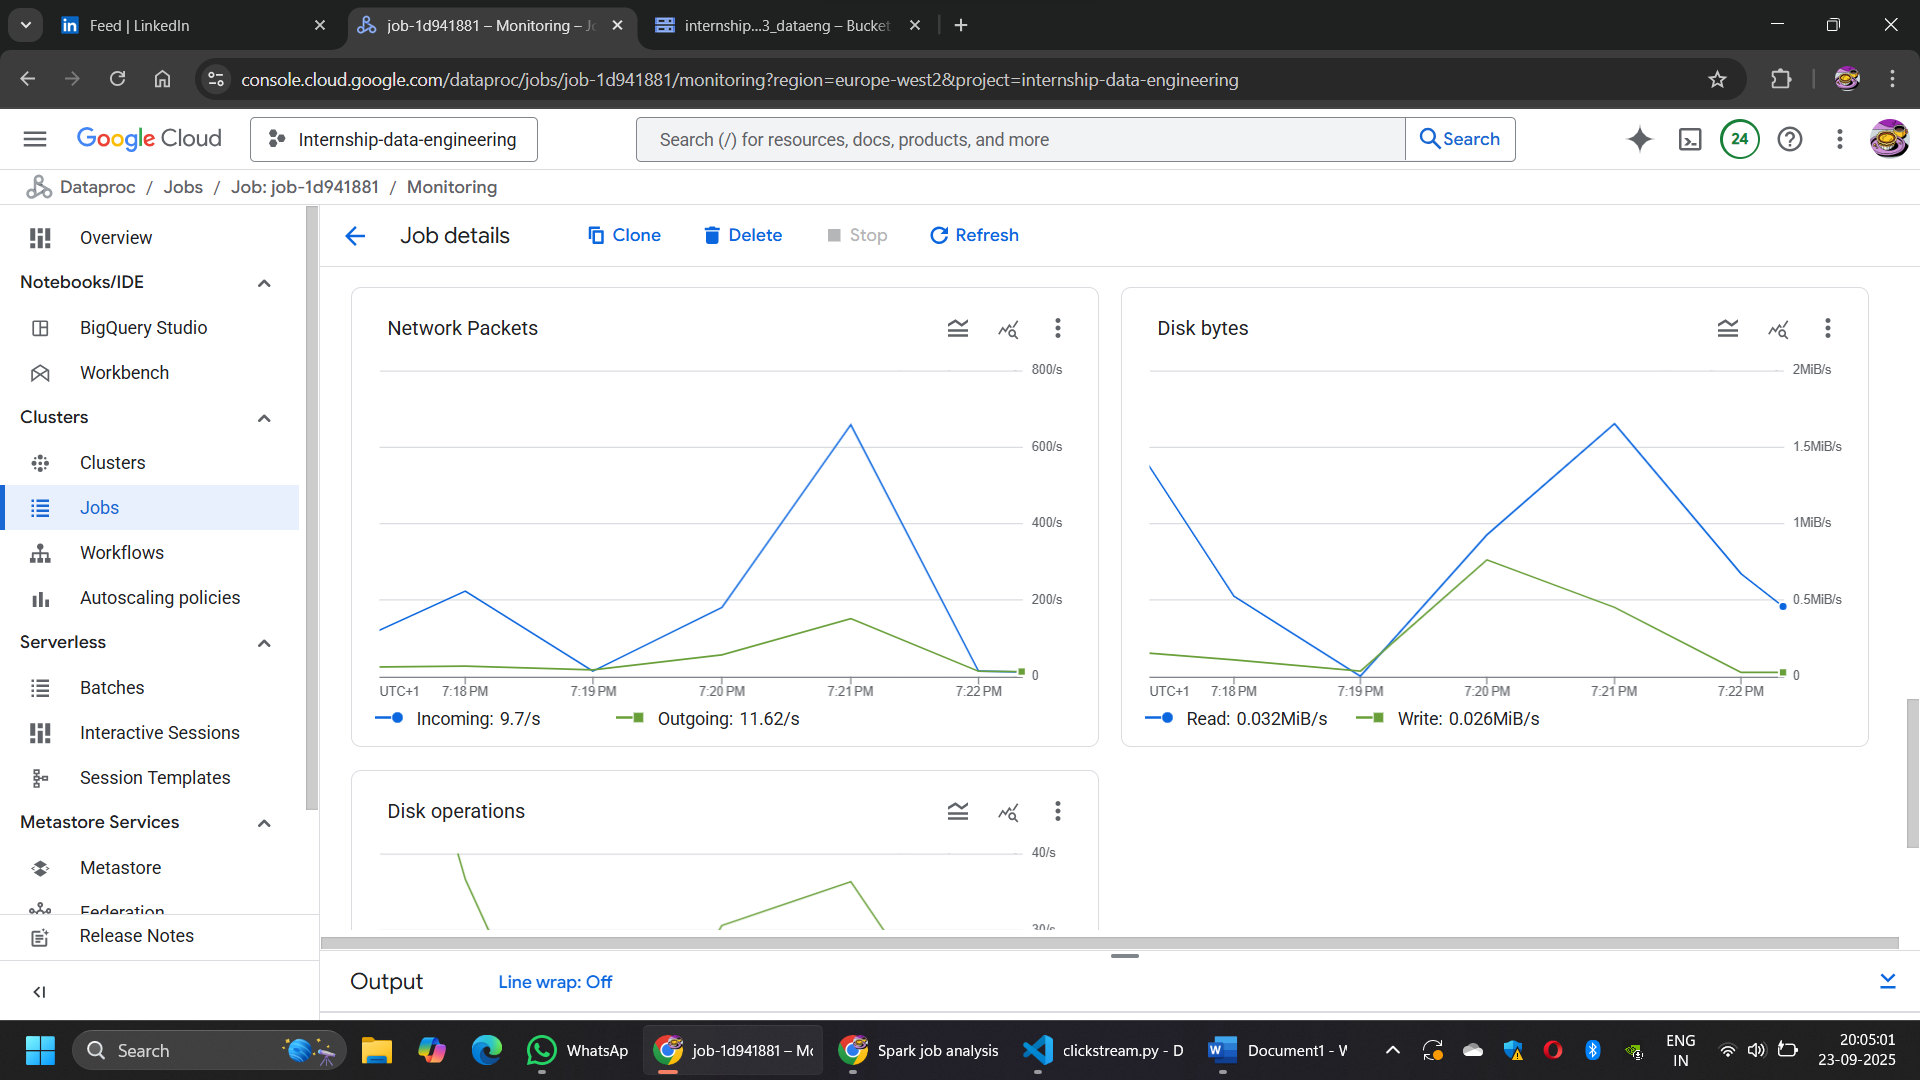 Feed | LinkedIn
job-1d941881 – Monitoring – Jo
internship...3_dataeng – Bucket
console.cloud.google.com/dataproc/jobs/job-1d941881/monitoring?region=europe-west2&project=internship-data-engineering
Google Cloud
Internship-data-engineering
Search (/) for resources, docs, products, and more
Search
24
Dataproc / Jobs / Job: job-1d941881 / Monitoring
Overview
Notebooks/IDE
BigQuery Studio
Workbench
Clusters
Clusters
Jobs
Workflows
Autoscaling policies
Serverless
Batches
Interactive Sessions
Session Templates
Metastore Services
Metastore
Federation
Release Notes
Job details
Clone
Delete
Stop
Refresh
Network Packets
800/s
600/s
400/s
200/s
0
UTC+1 7:18 PM 7:19 PM 7:20 PM 7:21 PM 7:22 PM
Incoming: 9.7/s Outgoing: 11.62/s
Disk bytes
2MiB/s
1.5MiB/s
1MiB/s
0.5MiB/s
0
UTC+1 7:18 PM 7:19 PM 7:20 PM 7:21 PM 7:22 PM
Read: 0.032MiB/s Write: 0.026MiB/s
Disk operations
40/s
30/s
Output
Line wrap: Off
Search
WhatsApp
job-1d941881 – Mo
Spark job analysis
clickstream.py - D
Document1 - W
ENG
IN
20:05:01
23-09-2025